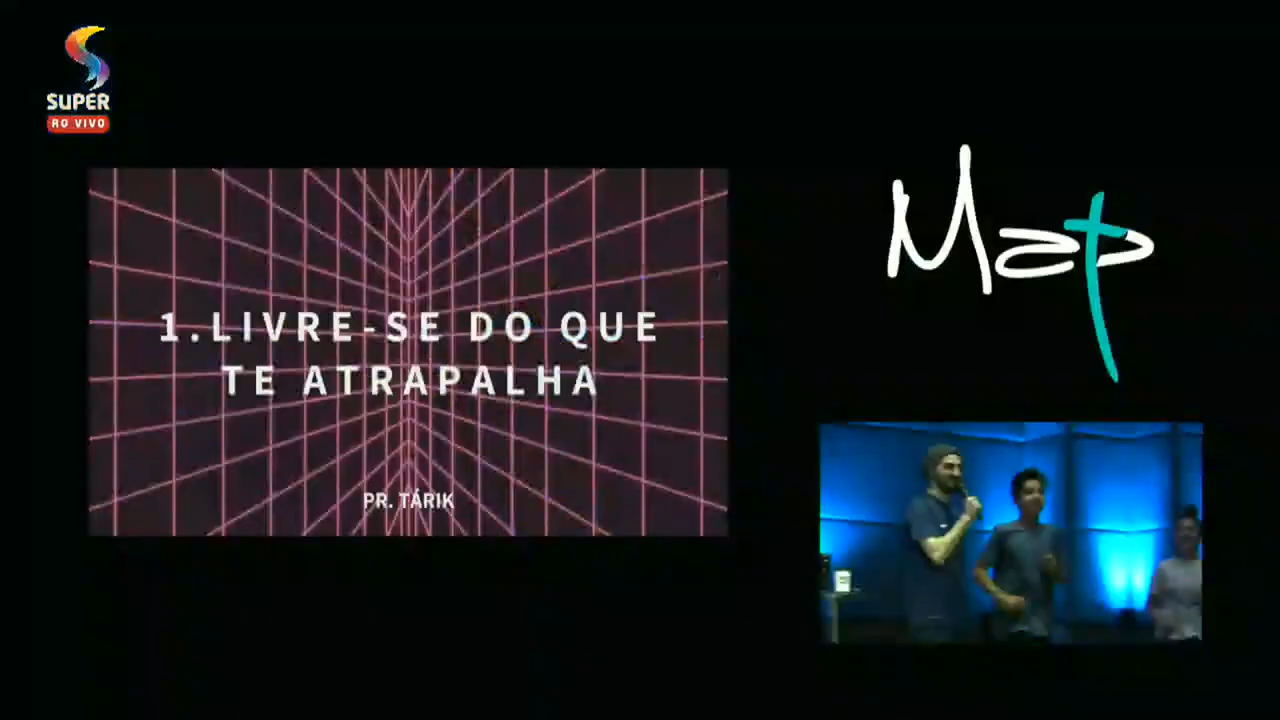 SUPER
AO VIVO
1.LIVRE-SE DO QUE
TE ATRAPALHA
PR. TÁRIK
Map